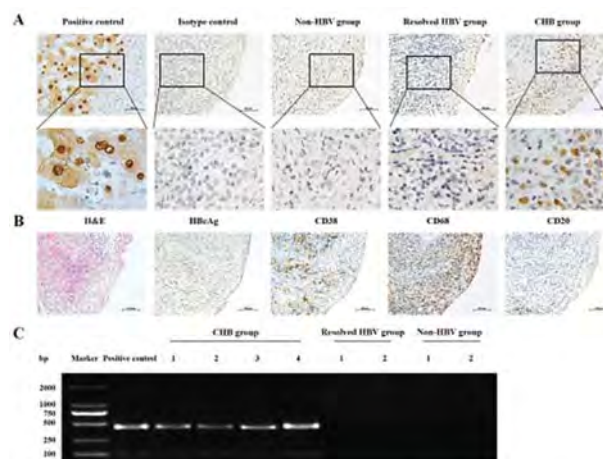 A
Positive control Isotype control Non-HBV group Resolved HBV group CHB group
B
H&E HBcAg CD38 CD68 CD20
C
CHB group Resolved HBV group Non-HBV group
bp Marker Positive control 1 2 3 4 1 2 1 2
2000
1000
750
500
250
100